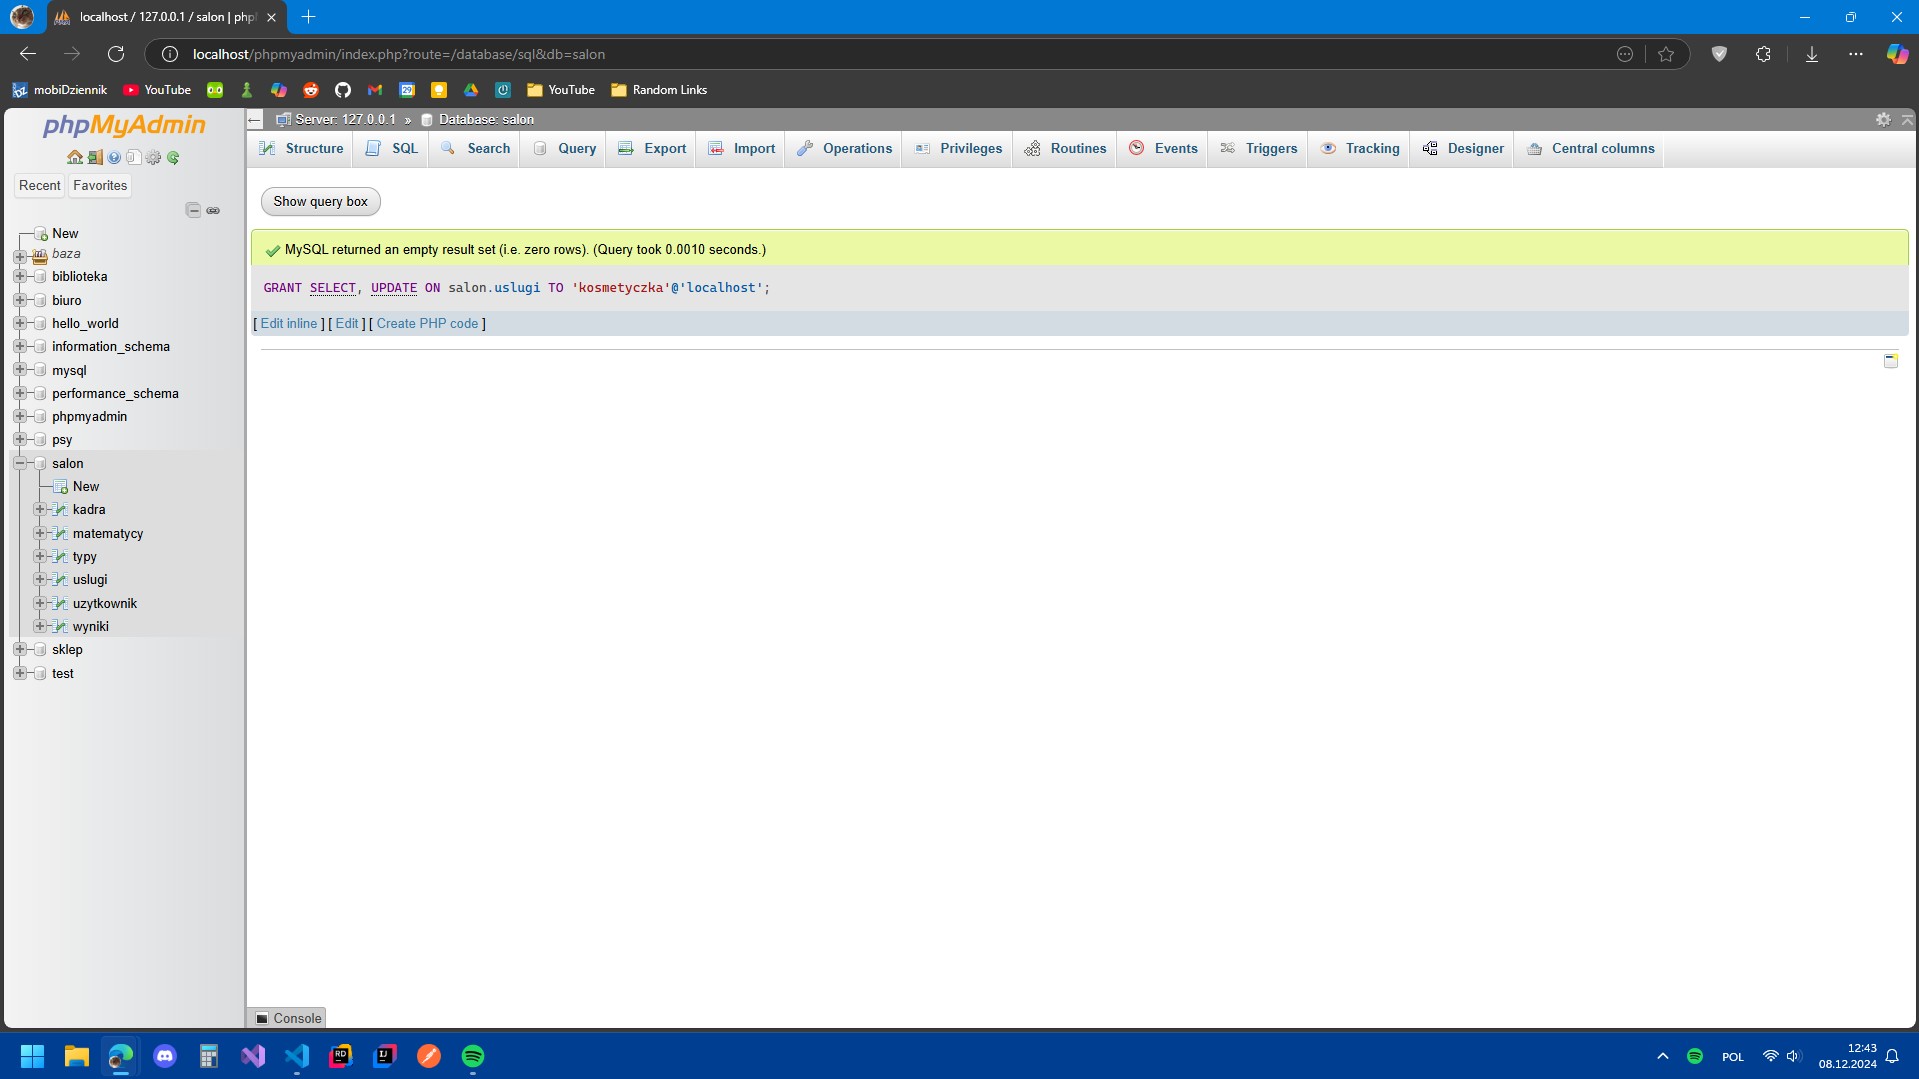 localhost / 127.0.0.1 / salon | php
localhost/phpmyadmin/index.php?route=/database/sql&db=salon
mobiDziennik YouTube YouTube Random Links
phpMyAdmin
Recent Favorites
New
baza
biblioteka
biuro
hello_world
information_schema
mysql
performance_schema
phpmyadmin
psy
salon
New
kadra
matematycy
typy
uslugi
uzytkownik
wyniki
sklep
test
Server: 127.0.0.1 » Database: salon
Structure SQL Search Query Export Import Operations Privileges Routines Events Triggers Tracking Designer Central columns
Show query box
MySQL returned an empty result set (i.e. zero rows). (Query took 0.0010 seconds.)
GRANT SELECT, UPDATE ON salon.uslugi TO 'kosmetyczka'@'localhost';
[ Edit inline ] [ Edit ] [ Create PHP code ]
Console
POL
12:43
08.12.2024